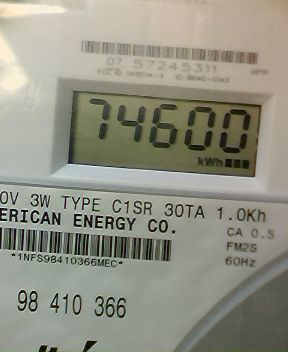 07 57245311
74600
kWh
0V 3W TYPE C1SR 30TA 1.0Kh
ERICAN ENERGY CO.
CA 0.5
FM2S
*1NFS98410366MEC*
60Hz
98 410 366